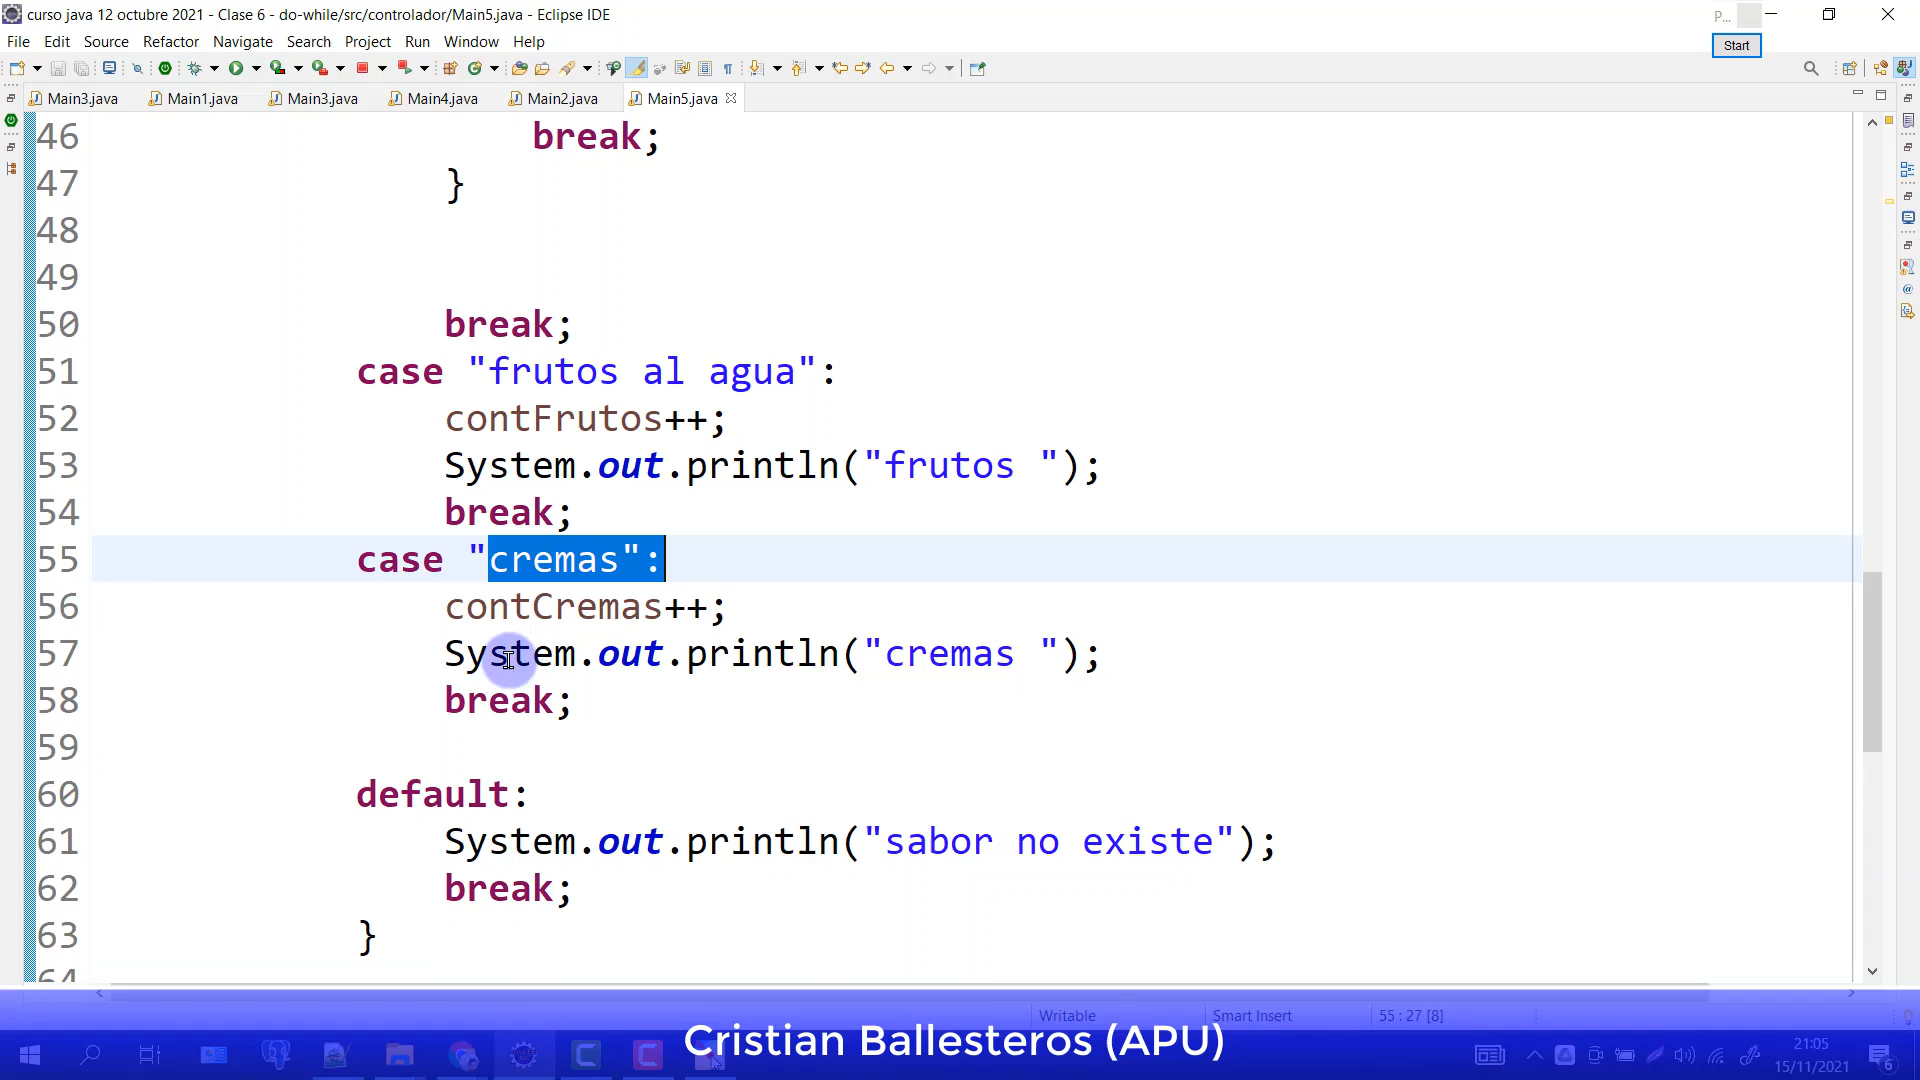 curso java 12 octubre 2021 - Clase 6 - do-while/src/controlador/Main5.java - Eclipse IDE
P...
File Edit Source Refactor Navigate Search Project Run Window Help
Start
Main3.java Main1.java Main3.java Main4.java Main2.java Main5.java
46 break;
47 }
48
49
50 break;
51 case "frutos al agua":
52 contFrutos++;
53 System.out.println("frutos ");
54 break;
55 case "cremas":
56 contCremas++;
57 System.out.println("cremas ");
58 break;
59
60 default:
61 System.out.println("sabor no existe");
62 break;
63 }
64
Writable Smart Insert 55 : 27 [8]
Cristian Ballesteros (APU)
21:05
15/11/2021
6